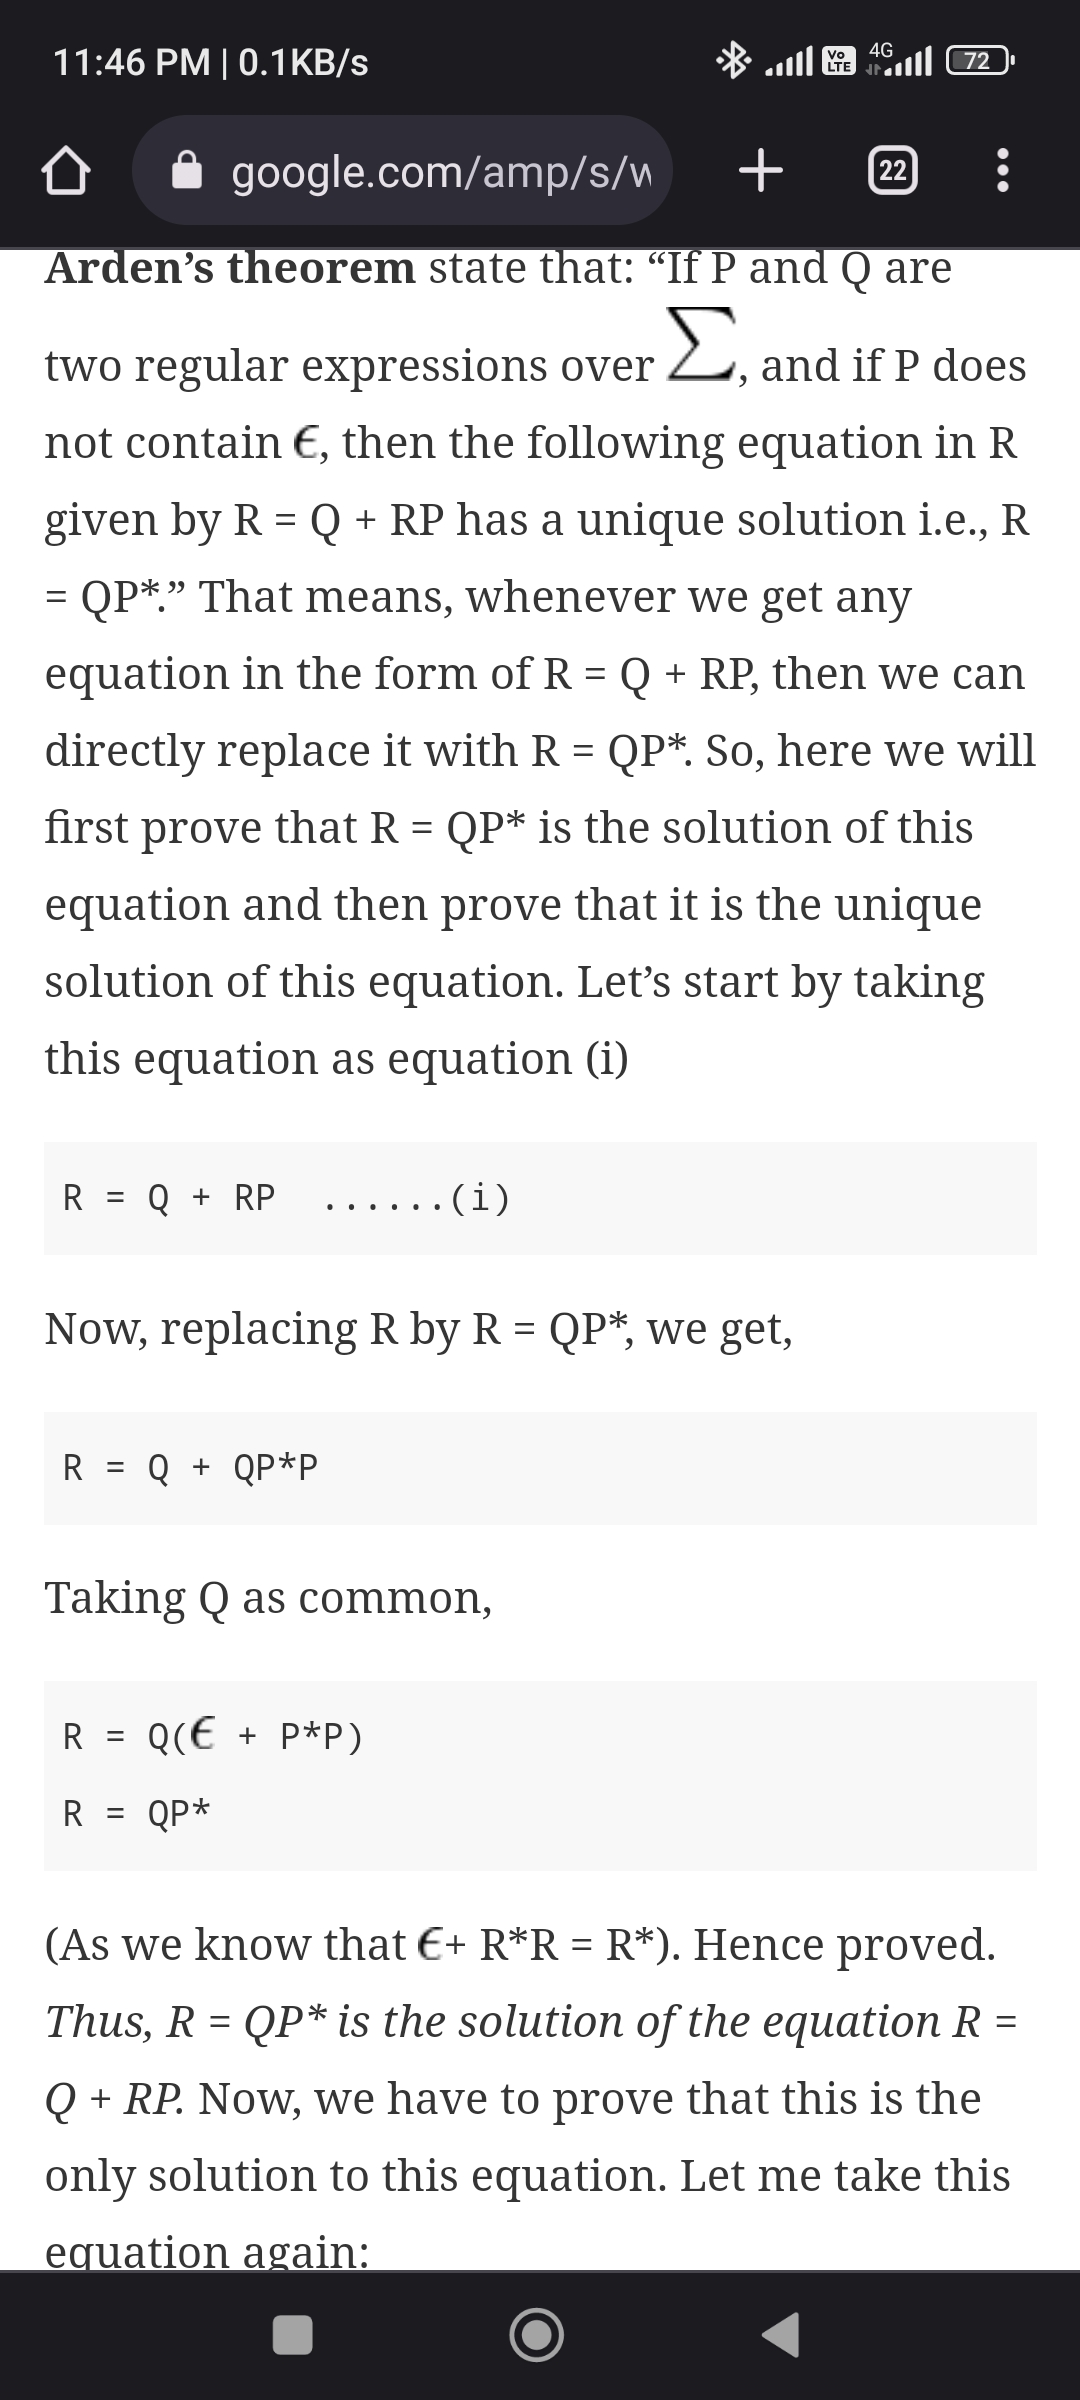 11:46 PM | 0.1KB/s
Vo LTE 4G 72
google.com/amp/s/w
22
Arden’s theorem state that: “If P and Q are
two regular expressions over ∑, and if P does
not contain ϵ, then the following equation in R
given by R = Q + RP has a unique solution i.e., R
= QP*.” That means, whenever we get any
equation in the form of R = Q + RP, then we can
directly replace it with R = QP*. So, here we will
first prove that R = QP* is the solution of this
equation and then prove that it is the unique
solution of this equation. Let’s start by taking
this equation as equation (i)
R = Q + RP  ......(i)
Now, replacing R by R = QP*, we get,
R = Q + QP*P
Taking Q as common,
R = Q(ϵ + P*P)
R = QP*
(As we know that ϵ+ R*R = R*). Hence proved.
Thus, R = QP* is the solution of the equation R =
Q + RP. Now, we have to prove that this is the
only solution to this equation. Let me take this
equation again: